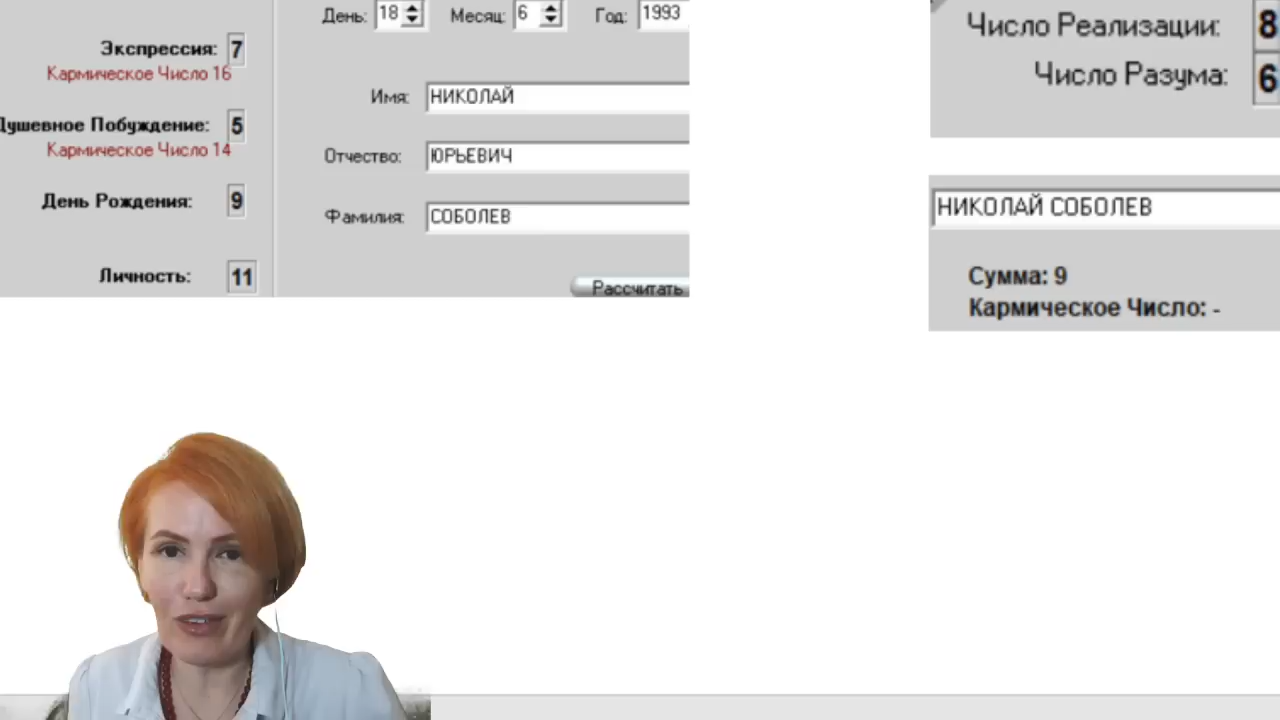 День: 18 Месяц: 6 Год: 1993
Экспрессия: 7
Кармическое Число 16
Имя: НИКОЛАЙ
Душевное Побуждение: 5
Кармическое Число 14
Отчество: ЮРЬЕВИЧ
День Рождения: 9
Фамилия: СОБОЛЕВ
Личность: 11
Рассчитать
Число Реализации: 8
Число Разума: 6
НИКОЛАЙ СОБОЛЕВ
Сумма: 9
Кармическое Число: -